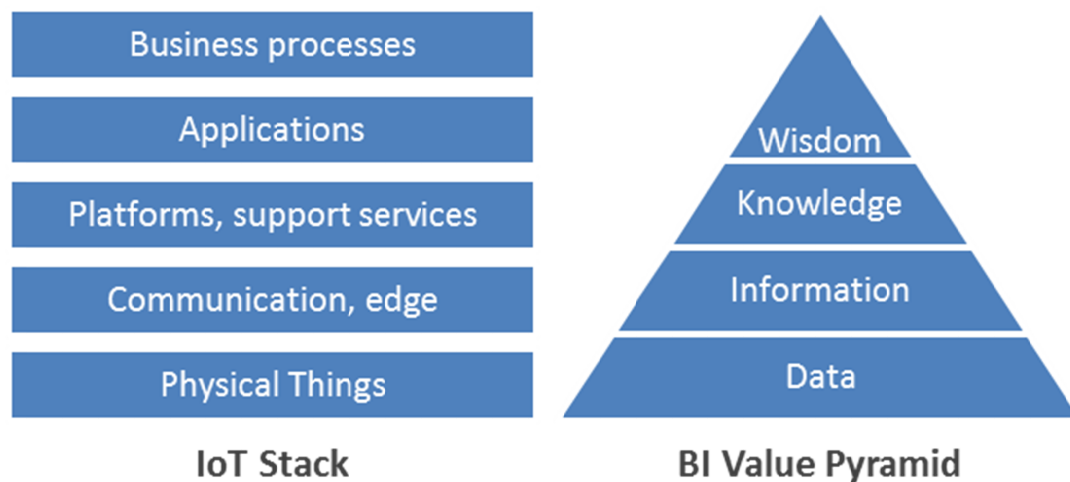 Business processes
Applications
Platforms, support services
Communication, edge
Physical Things
IoT Stack
Wisdom
Knowledge
Information
Data
BI Value Pyramid